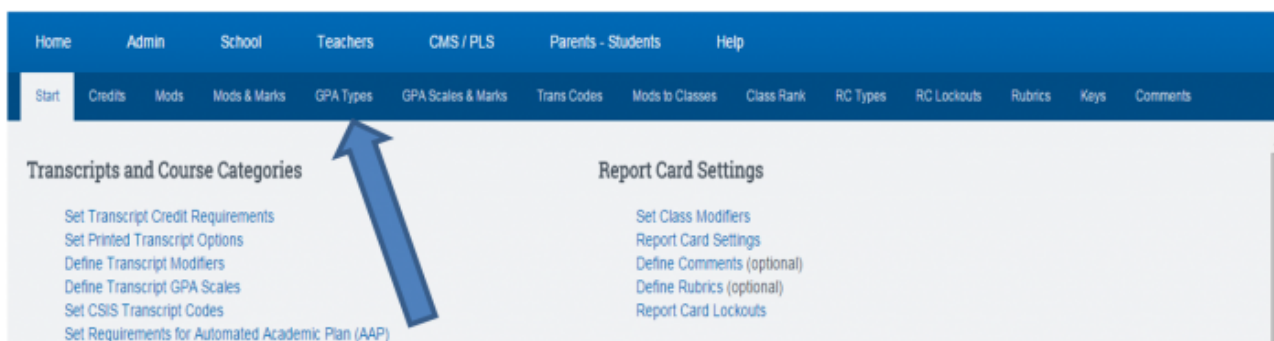 Home Admin School Teachers CMS / PLS Parents - Students Help
Start Credits Mods Mods & Marks GPA Types GPA Scales & Marks Trans Codes Mods to Classes Class Rank RC Types RC Lockouts Rubrics Keys Comments
Transcripts and Course Categories
Set Transcript Credit Requirements
Set Printed Transcript Options
Define Transcript Modifiers
Define Transcript GPA Scales
Set CSIS Transcript Codes
Set Requirements for Automated Academic Plan (AAP)
Report Card Settings
Set Class Modifiers
Report Card Settings
Define Comments (optional)
Define Rubrics (optional)
Report Card Lockouts